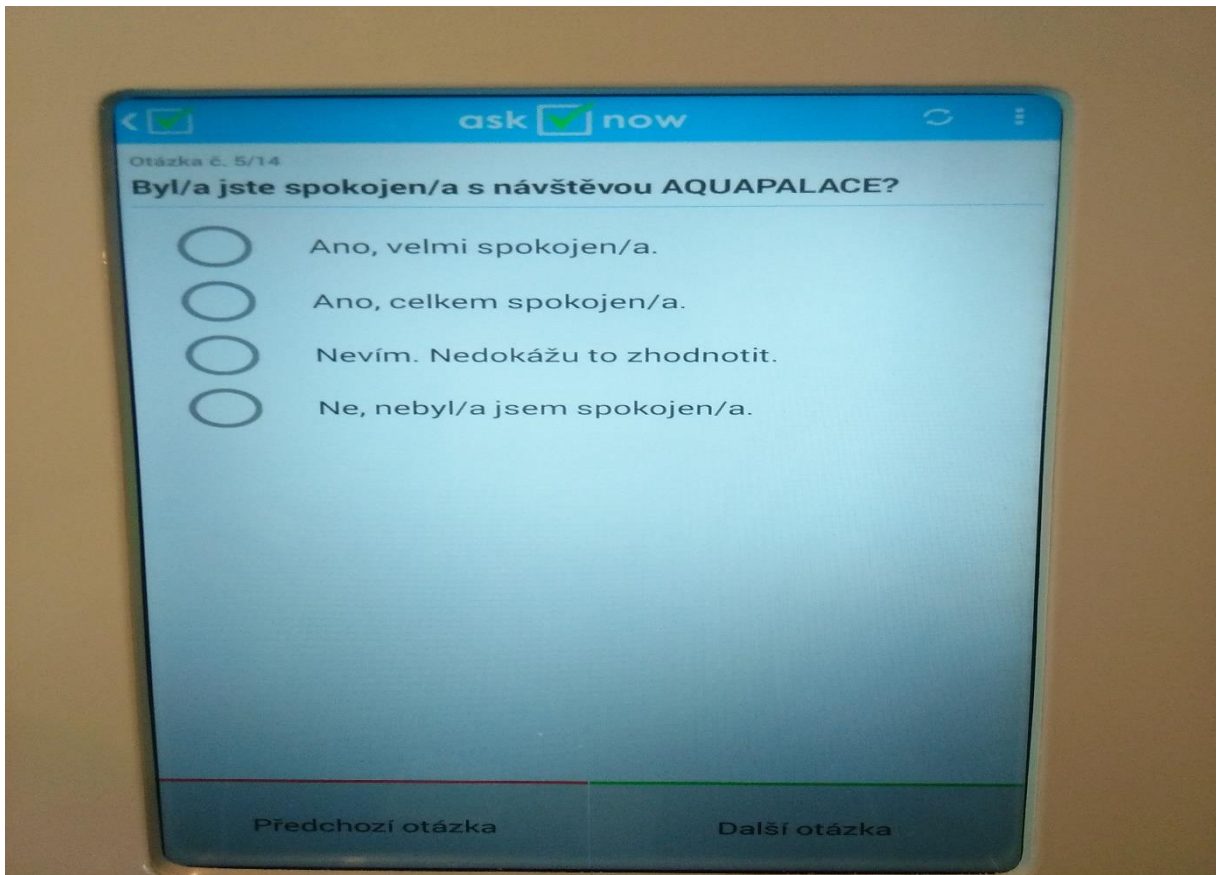 ask now
Otázka č. 5/14
Byl/a jste spokojen/a s návštěvou AQUAPALACE?
Ano, velmi spokojen/a.
Ano, celkem spokojen/a.
Nevím. Nedokážu to zhodnotit.
Ne, nebyl/a jsem spokojen/a.
Předchozí otázka Další otázka